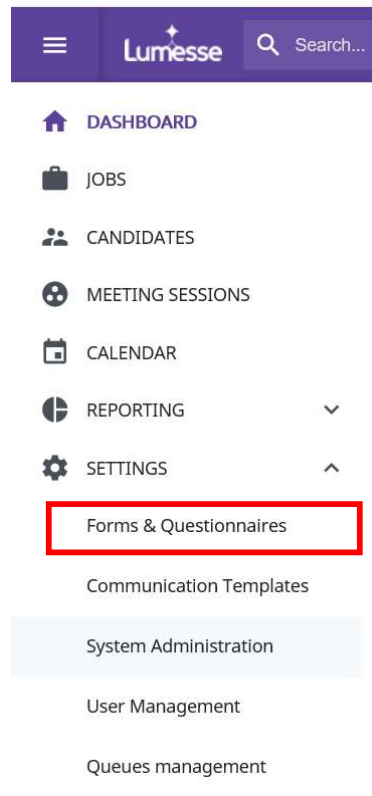 Lumesse
Search...
DASHBOARD
JOBS
CANDIDATES
MEETING SESSIONS
CALENDAR
REPORTING
SETTINGS
Forms & Questionnaires
Communication Templates
System Administration
User Management
Queues management